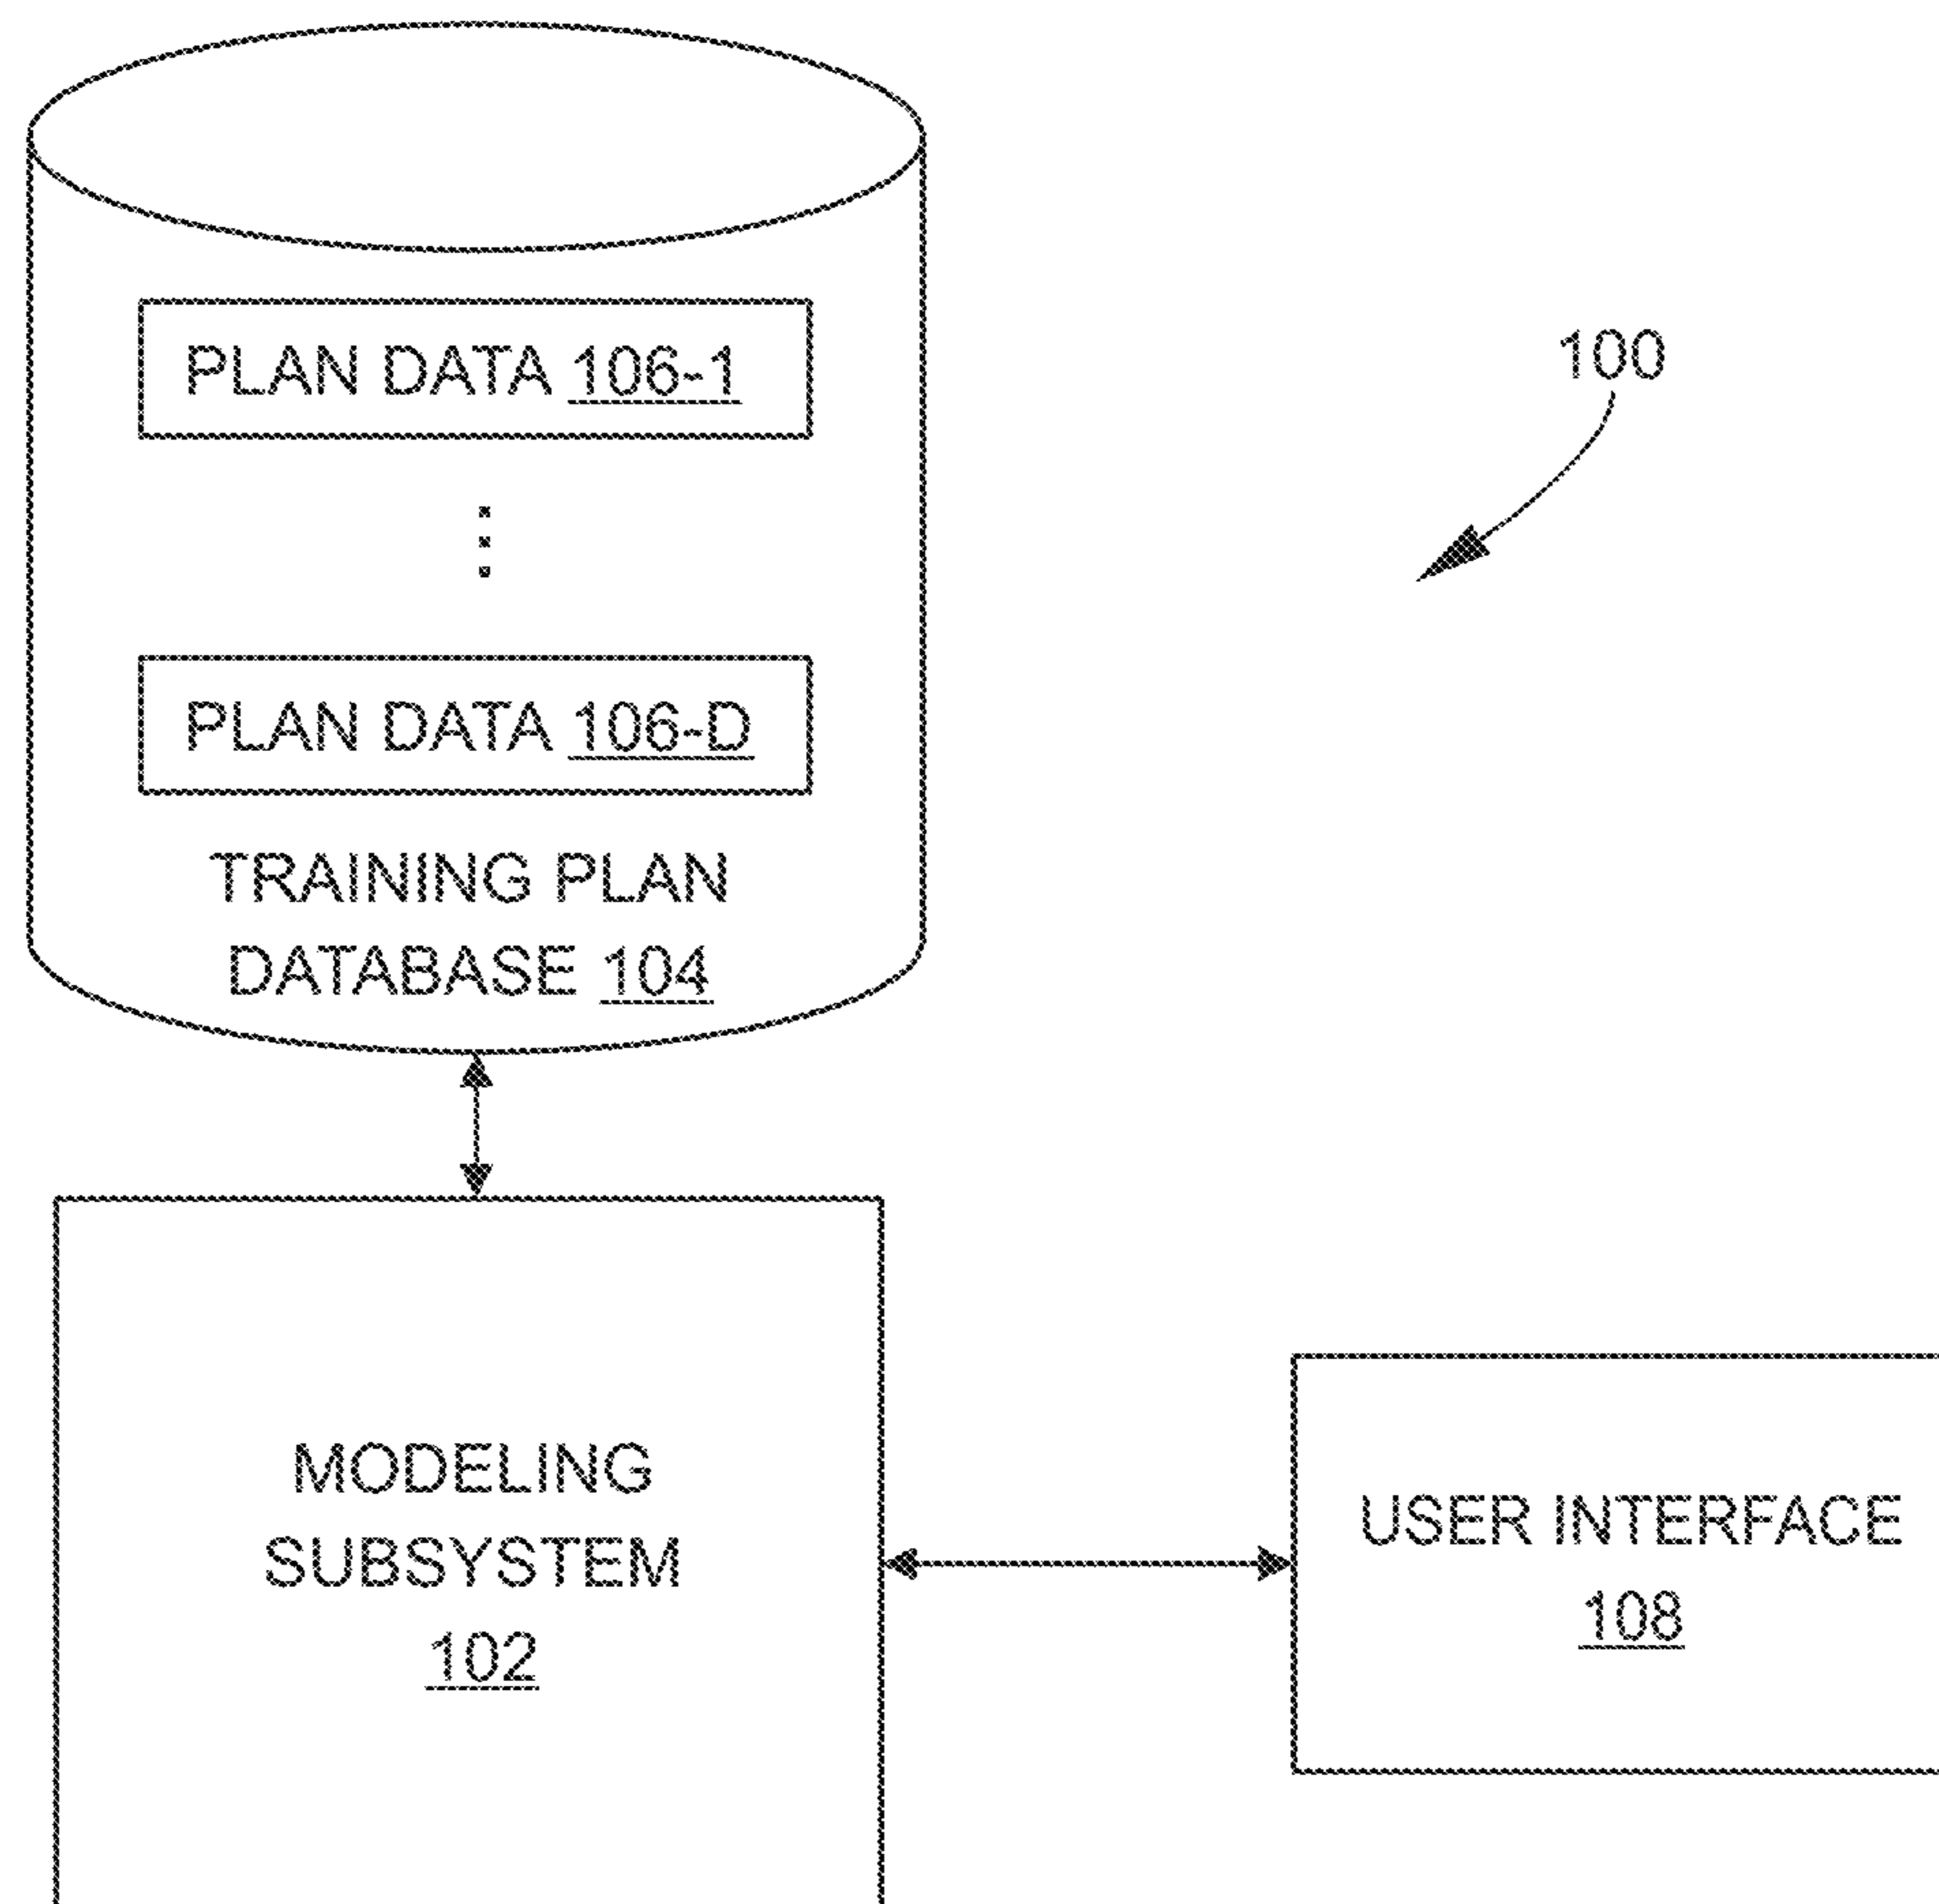 PLAN DATA 106-1
100
PLAN DATA 106-D
TRAINING PLAN
DATABASE 104
MODELING
SUBSYSTEM
102
USER INTERFACE
108